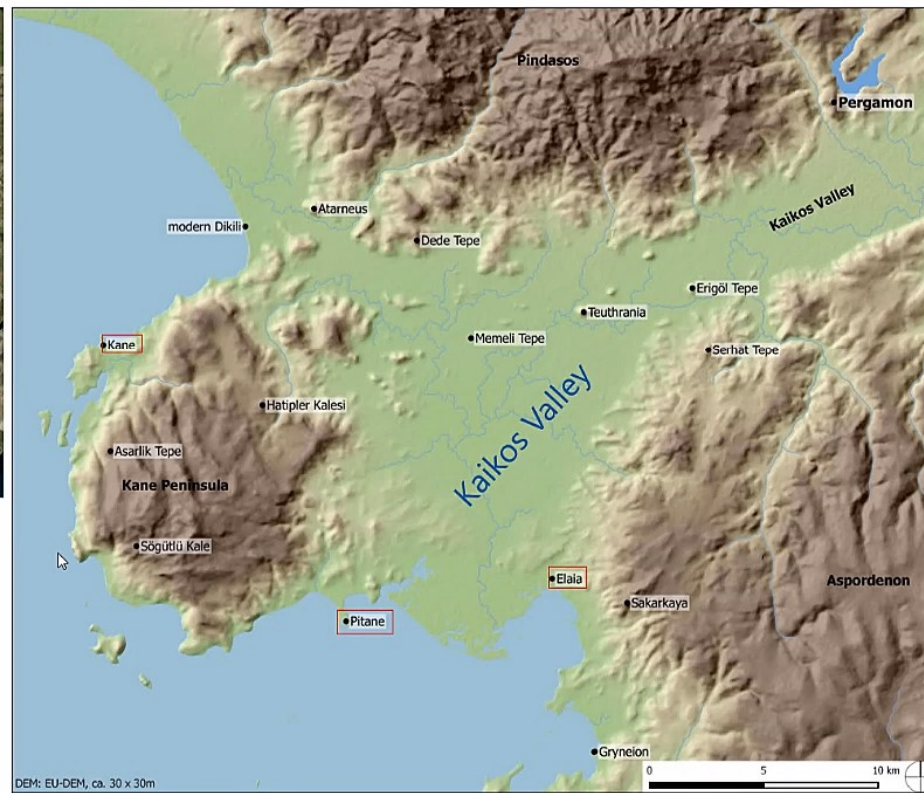 Pindasos
Pergamon
Kaikos Valley
Atarneus
modern Dikili
Dede Tepe
Erigöl Tepe
Teuthrania
Kane
Memeli Tepe
Serhat Tepe
Hatipler Kalesi
Kaikos Valley
Asarlik Tepe
Kane Peninsula
Sögütlü Kale
Elaia
Aspordenon
Sakarkaya
Pitane
Gryneion
0 5 10 km
DEM: EU-DEM, ca. 30 x 30m